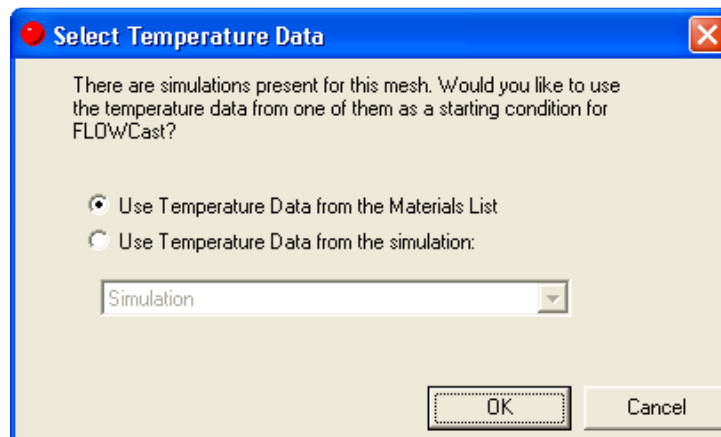 Select Temperature Data
There are simulations present for this mesh. Would you like to use
the temperature data from one of them as a starting condition for
FLOWCast?
Use Temperature Data from the Materials List
Use Temperature Data from the simulation:
Simulation
OK Cancel